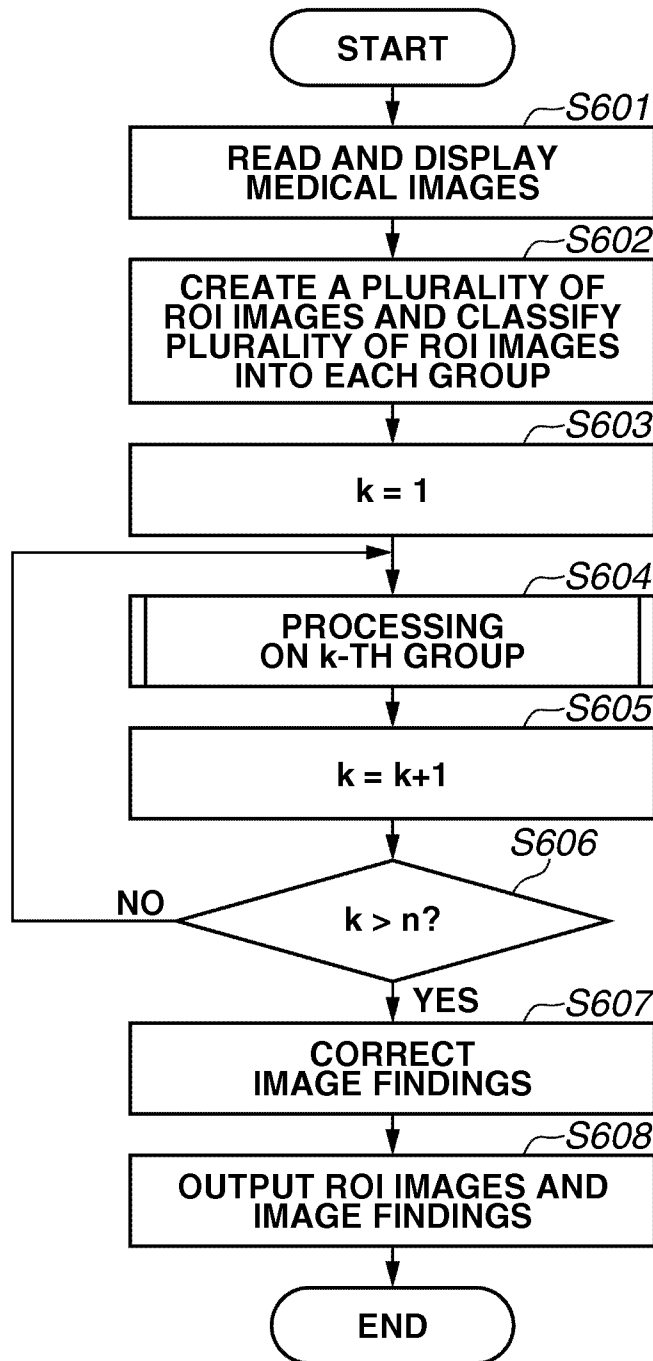 START
S601
READ AND DISPLAY
MEDICAL IMAGES
S602
CREATE A PLURALITY OF
ROI IMAGES AND CLASSIFY
PLURALITY OF ROI IMAGES
INTO EACH GROUP
S603
k = 1
S604
PROCESSING
ON k-TH GROUP
S605
k = k+1
S606
NO
k > n?
YES
S607
CORRECT
IMAGE FINDINGS
S608
OUTPUT ROI IMAGES AND
IMAGE FINDINGS
END